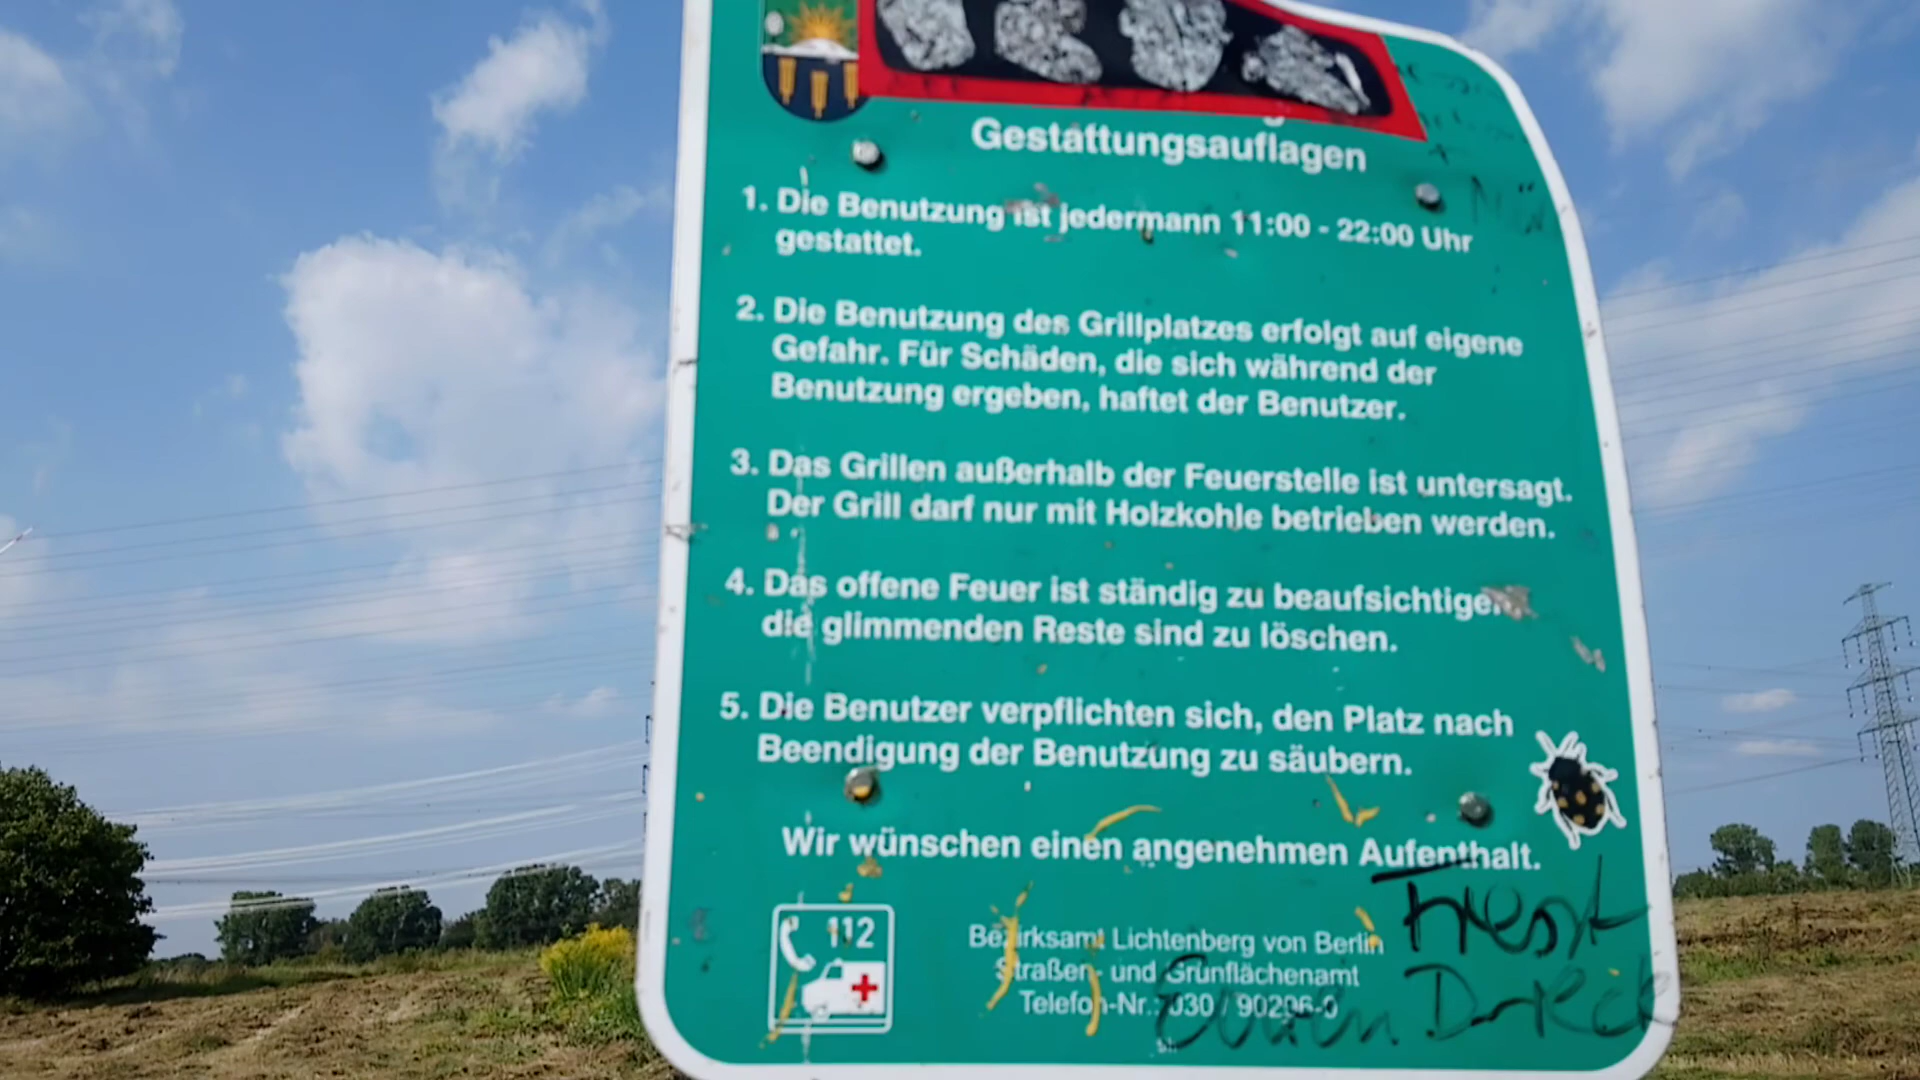 Gestattungsauflagen
1. Die Benutzung ist jedermann 11:00 - 22:00 Uhr
gestattet.
2. Die Benutzung des Grillplatzes erfolgt auf eigene
Gefahr. Für Schäden, die sich während der
Benutzung ergeben, haftet der Benutzer.
3. Das Grillen außerhalb der Feuerstelle ist untersagt.
Der Grill darf nur mit Holzkohle betrieben werden.
4. Das offene Feuer ist ständig zu beaufsichtigen
die glimmenden Reste sind zu löschen.
5. Die Benutzer verpflichten sich, den Platz nach
Beendigung der Benutzung zu säubern.
Wir wünschen einen angenehmen Aufenthalt.
112
Bezirksamt Lichtenberg von Berlin
Straßen- und Grünflächenamt
Telefon-Nr.: 030 / 90296-0
Fresst
Euren Dreck